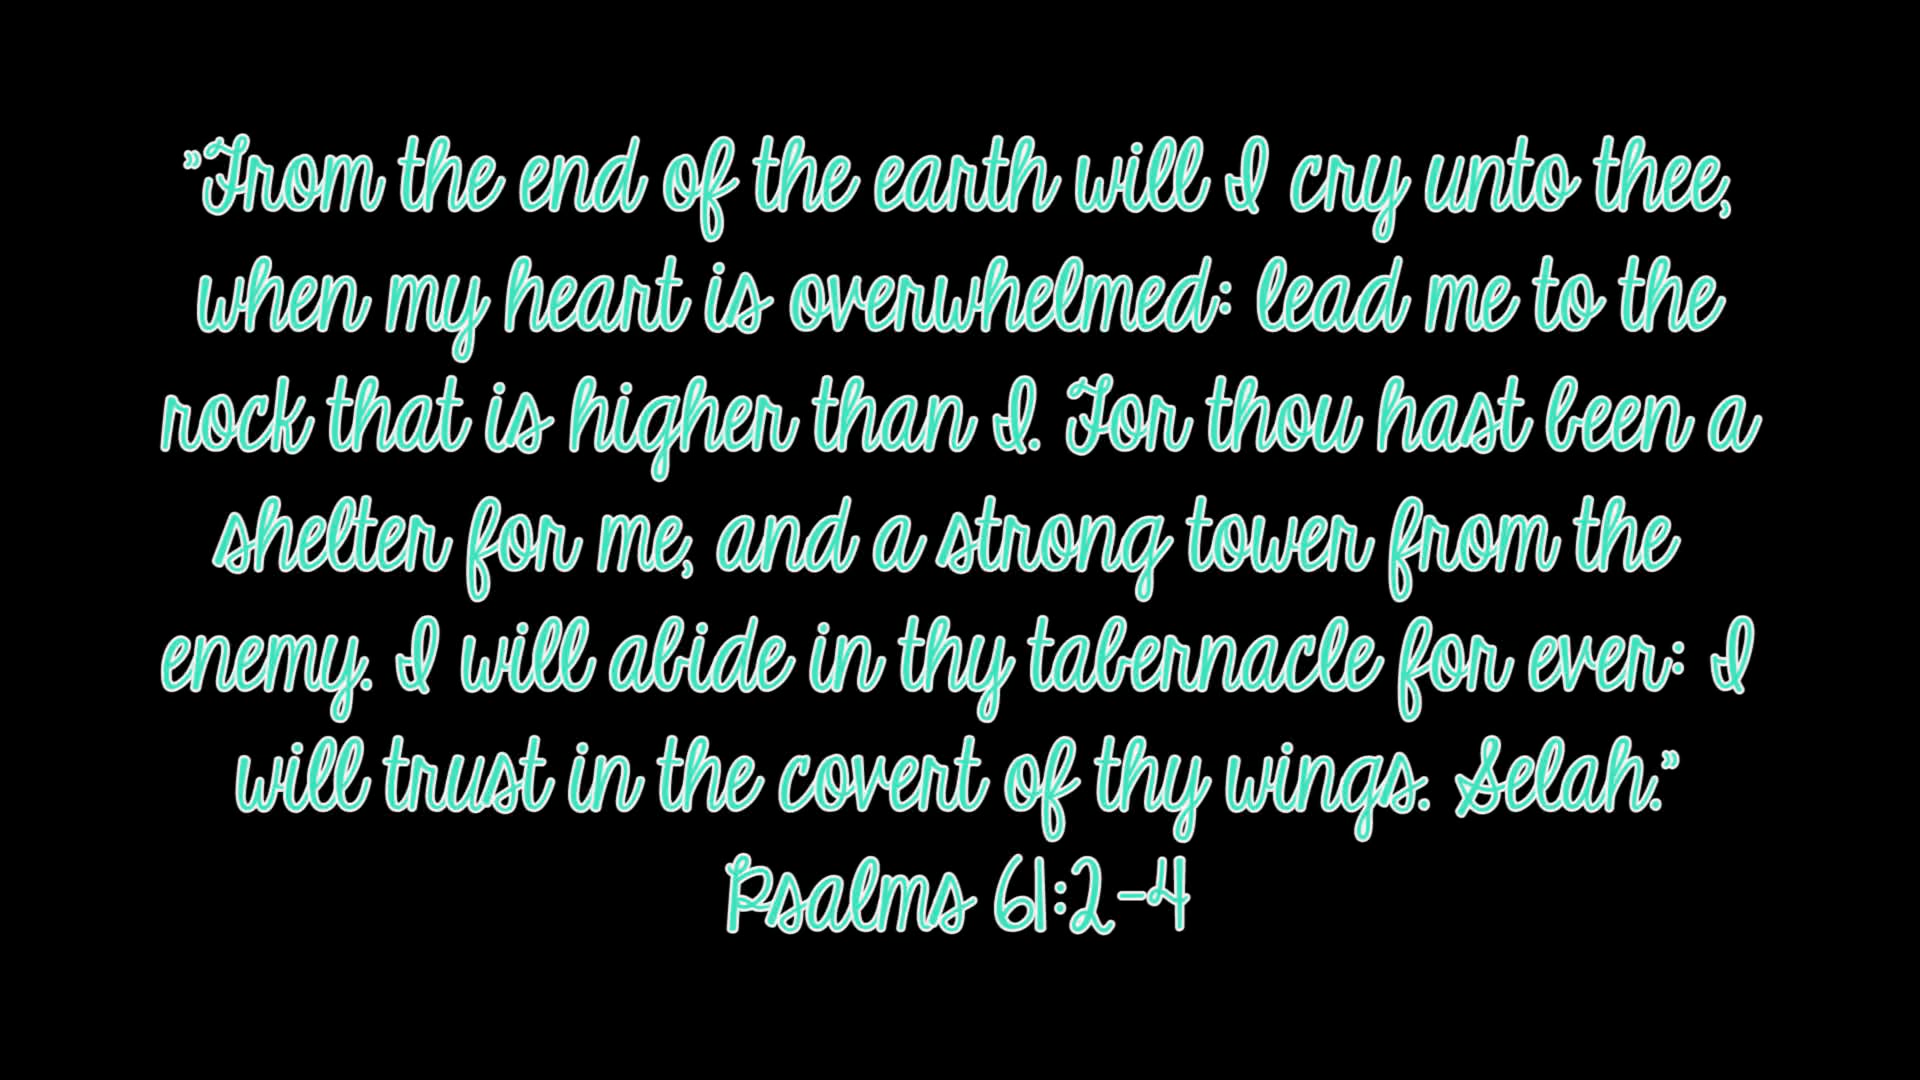 "From the end of the earth will I cry unto thee,
when my heart is overwhelmed: lead me to the
rock that is higher than I. For thou hast been a
shelter for me, and a strong tower from the
enemy. I will abide in thy tabernacle for ever: I
will trust in the covert of thy wings. Selah."
Psalms 61:2-4